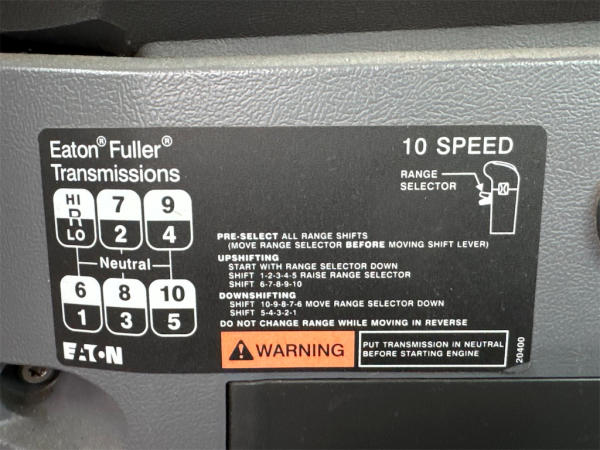 Eaton® Fuller®
Transmissions
10 SPEED
RANGE
SELECTOR
HI
R
LO
7
2
9
4
Neutral
6
1
8
3
10
5
PRE-SELECT ALL RANGE SHIFTS
(MOVE RANGE SELECTOR BEFORE MOVING SHIFT LEVER)
UPSHIFTING
START WITH RANGE SELECTOR DOWN
SHIFT 1-2-3-4-5 RAISE RANGE SELECTOR
SHIFT 6-7-8-9-10
DOWNSHIFTING
SHIFT 10-9-8-7-6 MOVE RANGE SELECTOR DOWN
SHIFT 5-4-3-2-1
DO NOT CHANGE RANGE WHILE MOVING IN REVERSE
EATON
WARNING
PUT TRANSMISSION IN NEUTRAL
BEFORE STARTING ENGINE
20400